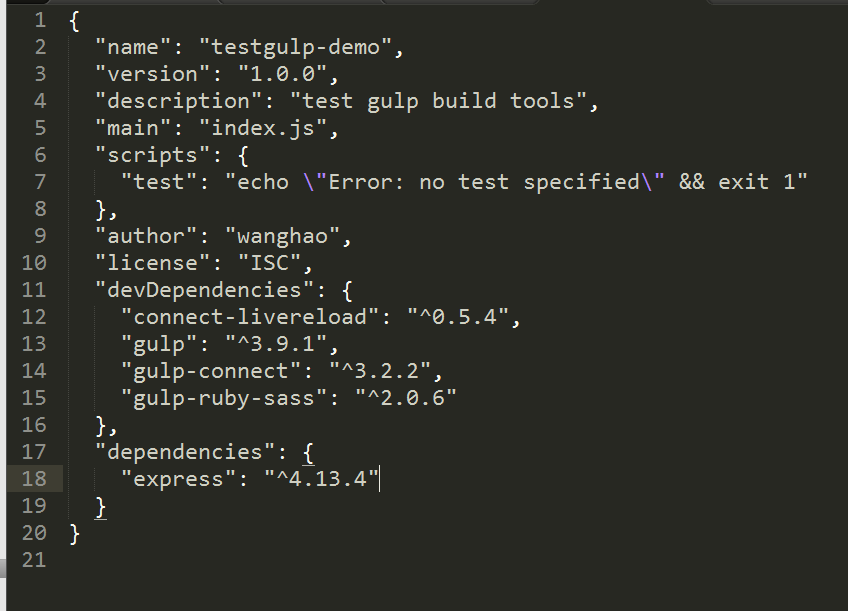 1 {
2   "name": "testgulp-demo",
3   "version": "1.0.0",
4   "description": "test gulp build tools",
5   "main": "index.js",
6   "scripts": {
7     "test": "echo \"Error: no test specified\" && exit 1"
8   },
9   "author": "wanghao",
10   "license": "ISC",
11   "devDependencies": {
12     "connect-livereload": "^0.5.4",
13     "gulp": "^3.9.1",
14     "gulp-connect": "^3.2.2",
15     "gulp-ruby-sass": "^2.0.6"
16   },
17   "dependencies": {
18     "express": "^4.13.4"
19   }
20 }
21